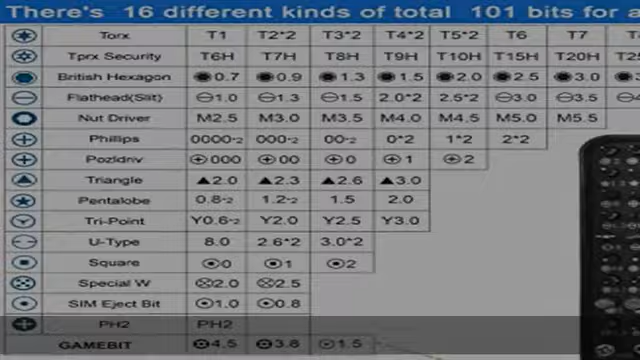 There's 16 different kinds of total 101 bits for a
Torx T1 T2*2 T3*2 T4*2 T5*2 T6 T7
Tprx Security T6H T7H T8H T9H T10H T15H T20H T25
British Hexagon 0.7 0.9 1.3 1.5 2.0 2.5 3.0
Flathead(Slit) 1.0 1.3 1.5 2.0*2 2.5*2 3.0 3.5
Nut Driver M2.5 M3.0 M3.5 M4.0 M4.5 M5.0 M5.5
Phillips 0000*2 000*2 00*2 0*2 1*2 2*2
Pozldriv 000 00 0 1 2
Triangle 2.0 2.3 2.6 3.0
Pentalobe 0.8*2 1.2*2 1.5 2.0
Tri-Point Y0.6*2 Y2.0 Y2.5 Y3.0
U-Type 8.0 2.6*2 3.0*2
Square 0 1 2
Special W 2.0 2.5
SIM Eject Bit 1.0 0.8
PH2 PH2
GAMEBIT 4.5 3.8 1.5